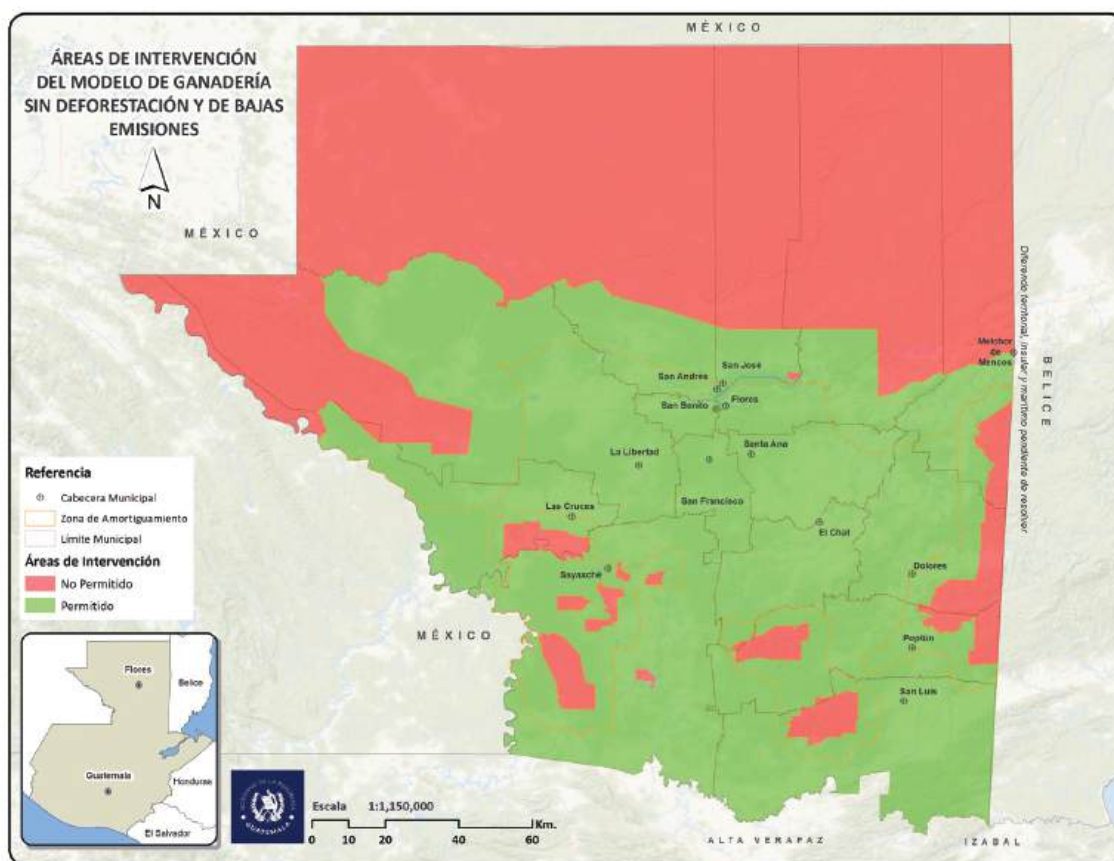 ÁREAS DE INTERVENCIÓN
DEL MODELO DE GANADERÍA
SIN DEFORESTACIÓN Y DE BAJAS
EMISIONES
N
MÉXICO
MÉXICO
Diferendo territorial, insular y marítimo pendiente de resolver
BELICE
Melchor
de
Mencos
San José
San Andrés
San Benito
Flores
La Libertad
Santa Ana
San Francisco
Las Cruces
El Chal
Sayaxché
Dolores
MÉXICO
Poptún
San Luis
Referencia
Cabecera Municipal
Zona de Amortiguamiento
Límite Municipal
Áreas de Intervención
No Permitido
Permitido
Flores
Belice
Guatemala
Honduras
El Salvador
GUATEMALA
Escala 1:1,150,000
0 10 20 40 60 Km.
ALTA VERAPAZ
IZABAL